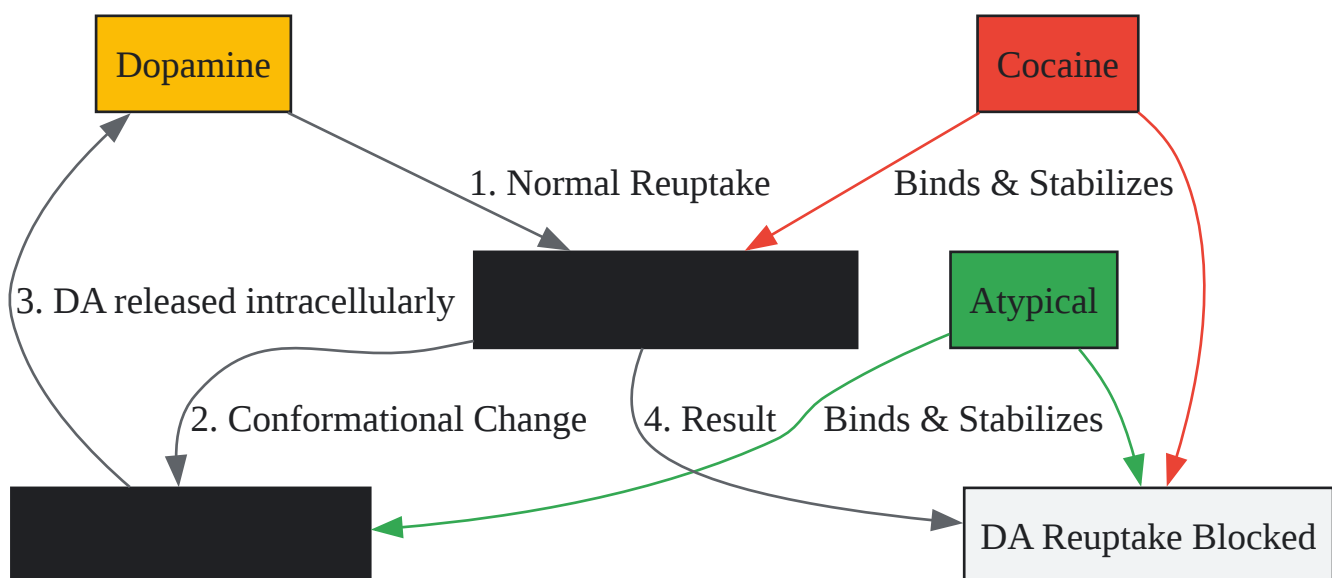 Dopamine
Cocaine
1. Normal Reuptake
Binds & Stabilizes
3. DA released intracellularly
Atypical
2. Conformational Change
4. Result
Binds & Stabilizes
DA Reuptake Blocked